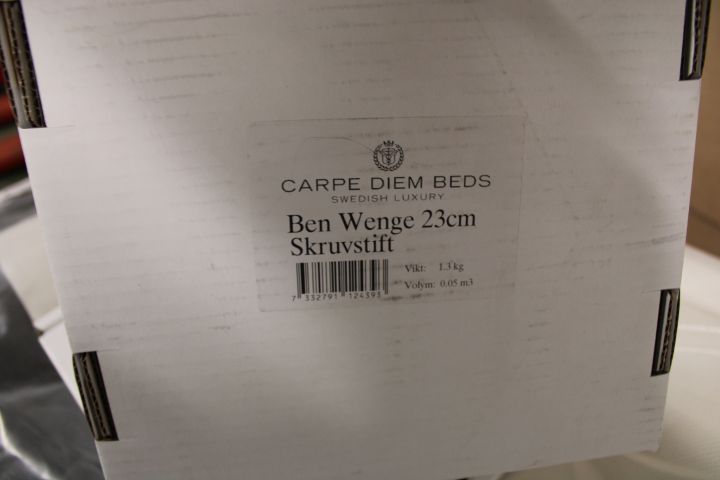 CARPE DIEM BEDS
SWEDISH LUXURY
Ben Wenge 23cm
Skruvstift
Vikt: 1.3 kg
Volym: 0.05 m3
7 332791 124393